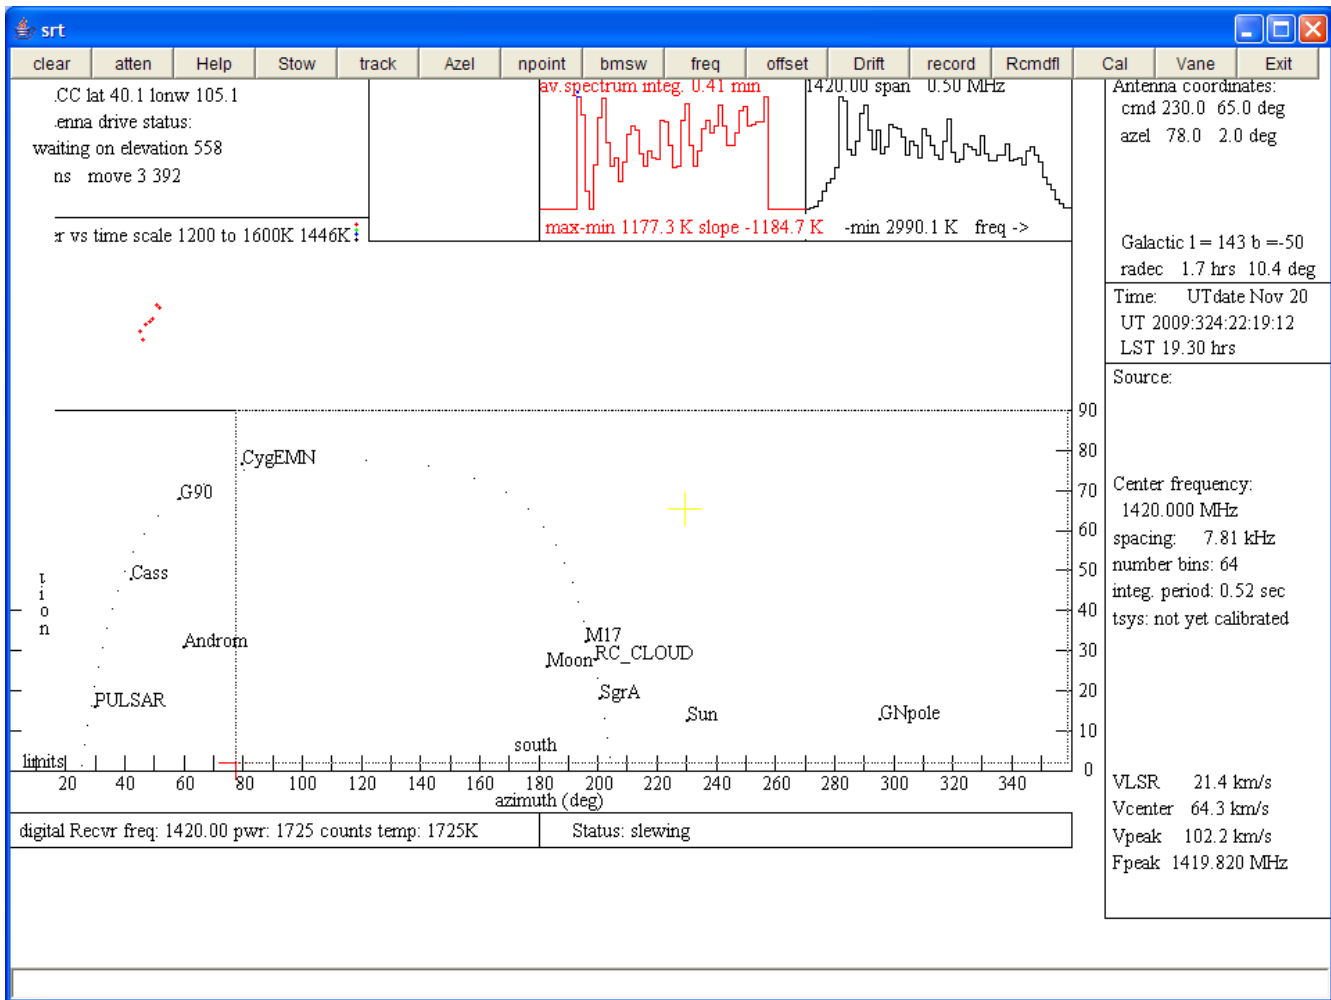 srt
clear atten Help Stow track Azel npoint bmsw freq offset Drift record Rcmdfl Cal Vane Exit
.CC lat 40.1 lonw 105.1
.enna drive status:
waiting on elevation 558
ns move 3 392
r vs time scale 1200 to 1600K 1446K
av.spectrum integ. 0.41 min
max-min 1177.3 K slope -1184.7 K
1420.00 span 0.50 MHz
-min 2990.1 K freq ->
Antenna coordinates:
cmd 230.0 65.0 deg
azel 78.0 2.0 deg
Galactic l = 143 b =-50
radec 1.7 hrs 10.4 deg
Time: UTdate Nov 20
UT 2009:324:22:19:12
LST 19.30 hrs
Source:
Center frequency:
1420.000 MHz
spacing: 7.81 kHz
number bins: 64
integ. period: 0.52 sec
tsys: not yet calibrated
VLSR 21.4 km/s
Vcenter 64.3 km/s
Vpeak 102.2 km/s
Fpeak 1419.820 MHz
90
80
70
60
50
40
30
20
10
0
CygEMN
G90
Cass
Androm
PULSAR
M17
Moon
RC_CLOUD
SgrA
Sun
GNpole
south
limits
20 40 60 80 100 120 140 160 180 200 220 240 260 280 300 320 340
azimuth (deg)
digital Recvr freq: 1420.00 pwr: 1725 counts temp: 1725K
Status: slewing